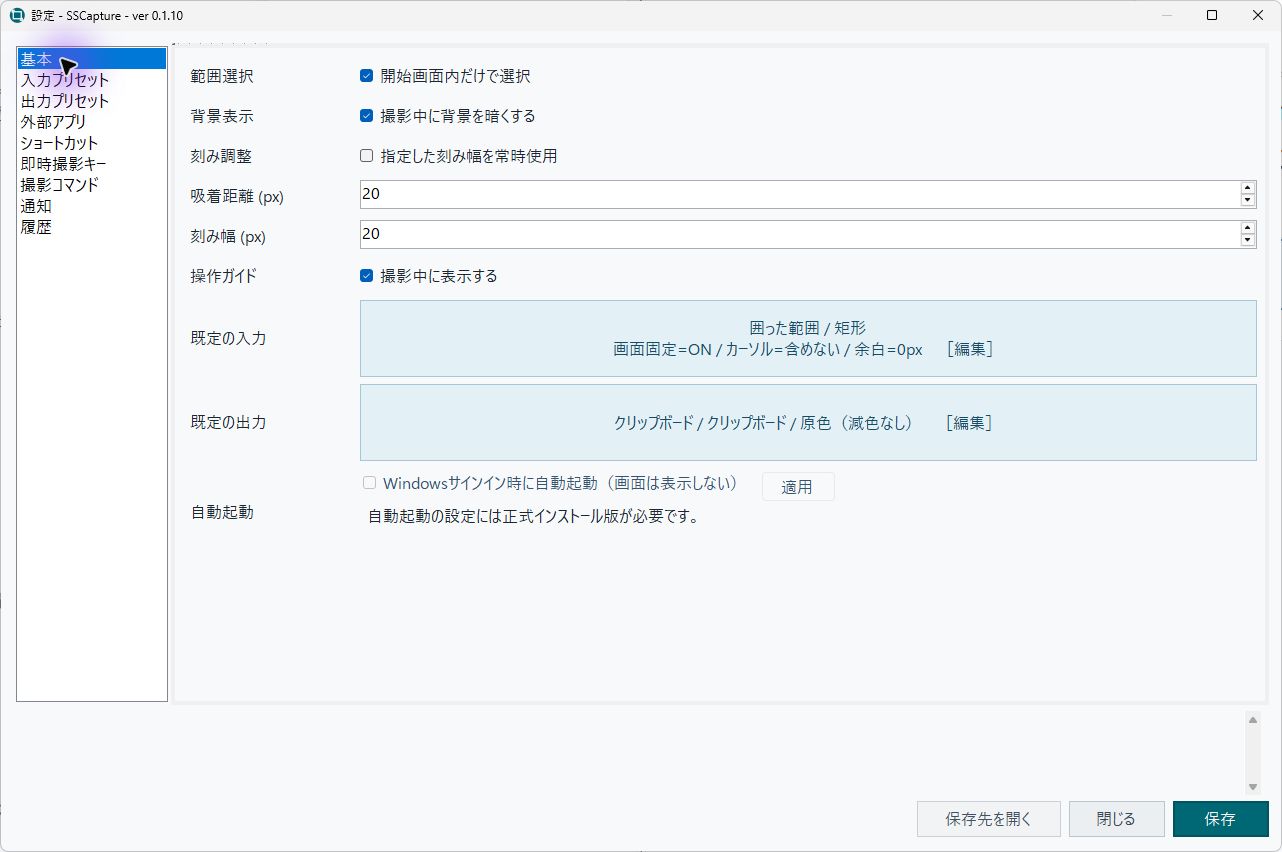 設定 - SSCapture - ver 0.1.10
基本
入力プリセット
出力プリセット
外部アプリ
ショートカット
即時撮影キー
撮影コマンド
通知
履歴
範囲選択
開始画面内だけで選択
背景表示
撮影中に背景を暗くする
刻み調整
指定した刻み幅を常時使用
吸着距離 (px)
20
刻み幅 (px)
20
操作ガイド
撮影中に表示する
既定の入力
囲った範囲 / 矩形
画面固定=ON / カーソル=含めない / 余白=0px ［編集］
既定の出力
クリップボード / クリップボード / 原色（減色なし） ［編集］
自動起動
Windowsサインイン時に自動起動（画面は表示しない）
適用
自動起動の設定には正式インストール版が必要です。
保存先を開く
閉じる
保存